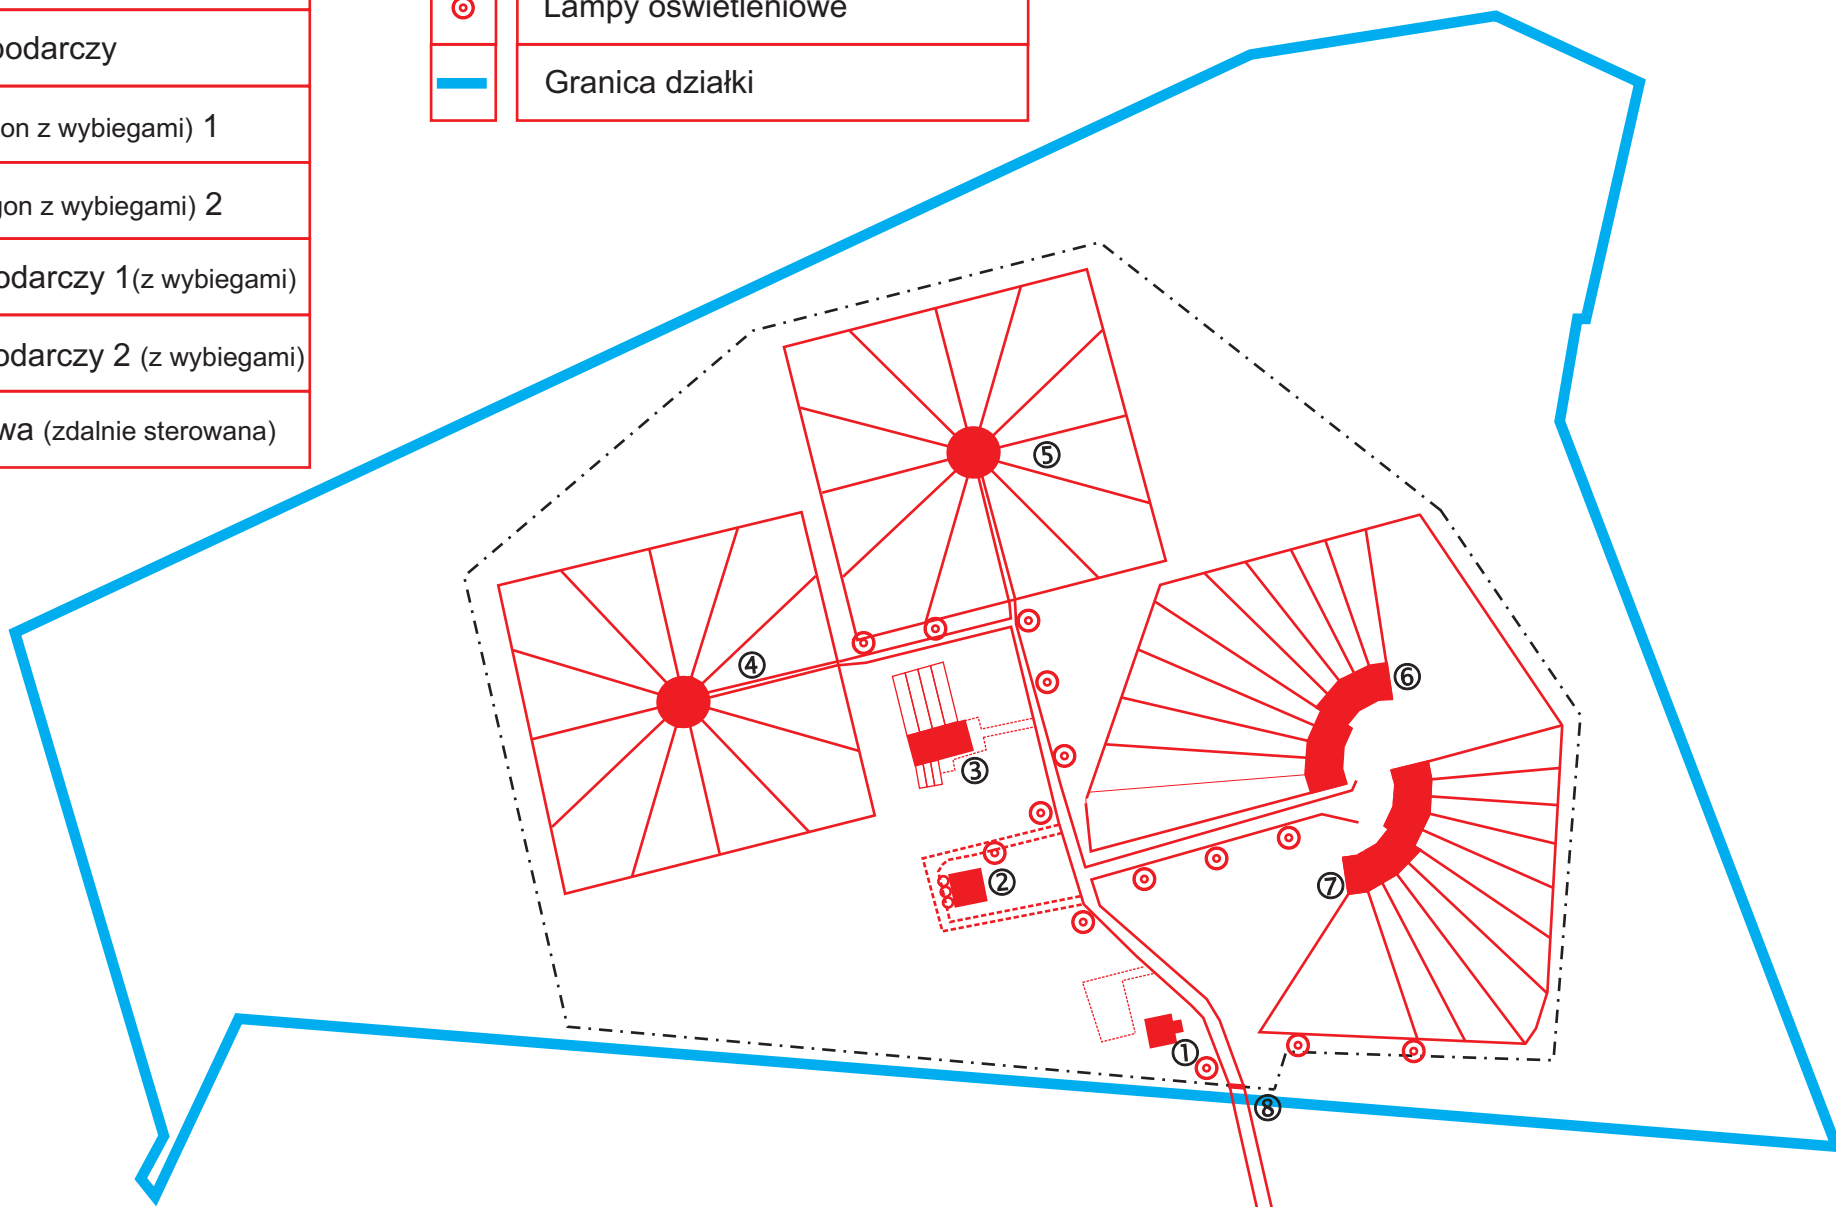 Lampy oświetleniowe
Granica działki
podarczy
on z wybiegami) 1
gon z wybiegami) 2
odarczy 1(z wybiegami)
odarczy 2 (z wybiegami)
wa (zdalnie sterowana)
5
4
6
3
2
7
1
8